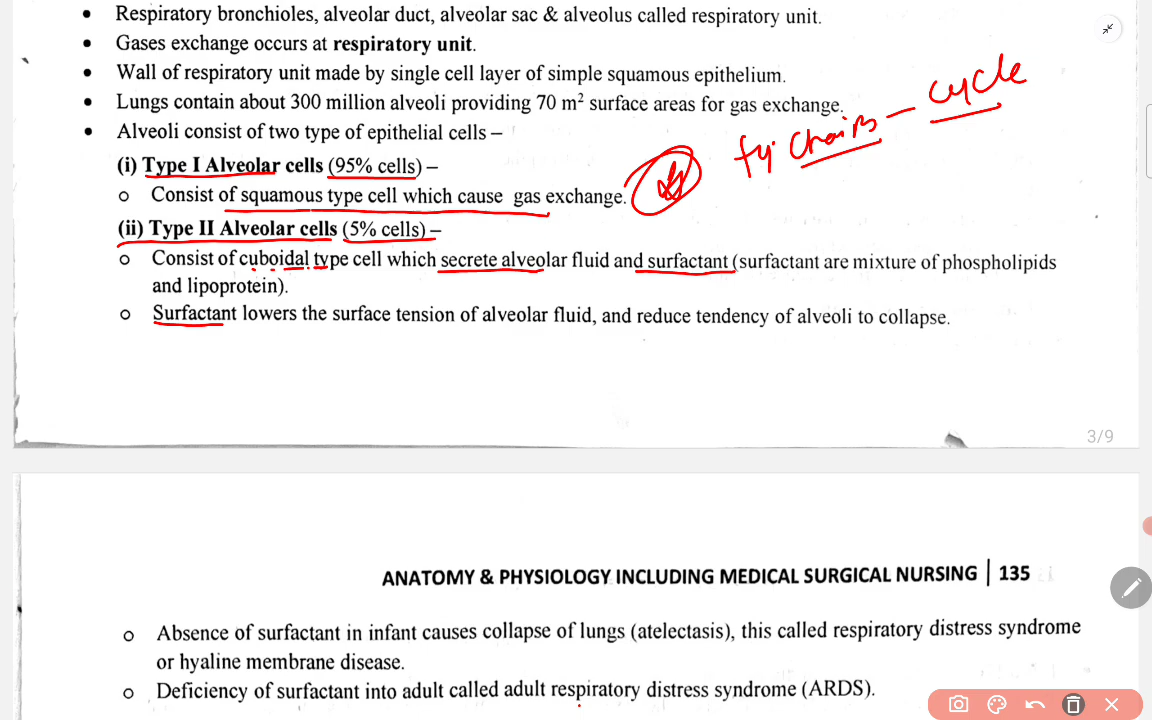 • Respiratory bronchioles, alveolar duct, alveolar sac & alveolus called respiratory unit.
• Gases exchange occurs at respiratory unit.
• Wall of respiratory unit made by single cell layer of simple squamous epithelium.
• Lungs contain about 300 million alveoli providing 70 m² surface areas for gas exchange.
cycle
• Alveoli consist of two type of epithelial cells –
chairs –
(i) Type I Alveolar cells (95% cells) –
o Consist of squamous type cell which cause gas exchange.
(ii) Type II Alveolar cells (5% cells) –
o Consist of cuboidal type cell which secrete alveolar fluid and surfactant (surfactant are mixture of phospholipids
and lipoprotein).
o Surfactant lowers the surface tension of alveolar fluid, and reduce tendency of alveoli to collapse.
3/9
ANATOMY & PHYSIOLOGY INCLUDING MEDICAL SURGICAL NURSING | 135
o Absence of surfactant in infant causes collapse of lungs (atelectasis), this called respiratory distress syndrome
or hyaline membrane disease.
o Deficiency of surfactant into adult called adult respiratory distress syndrome (ARDS).